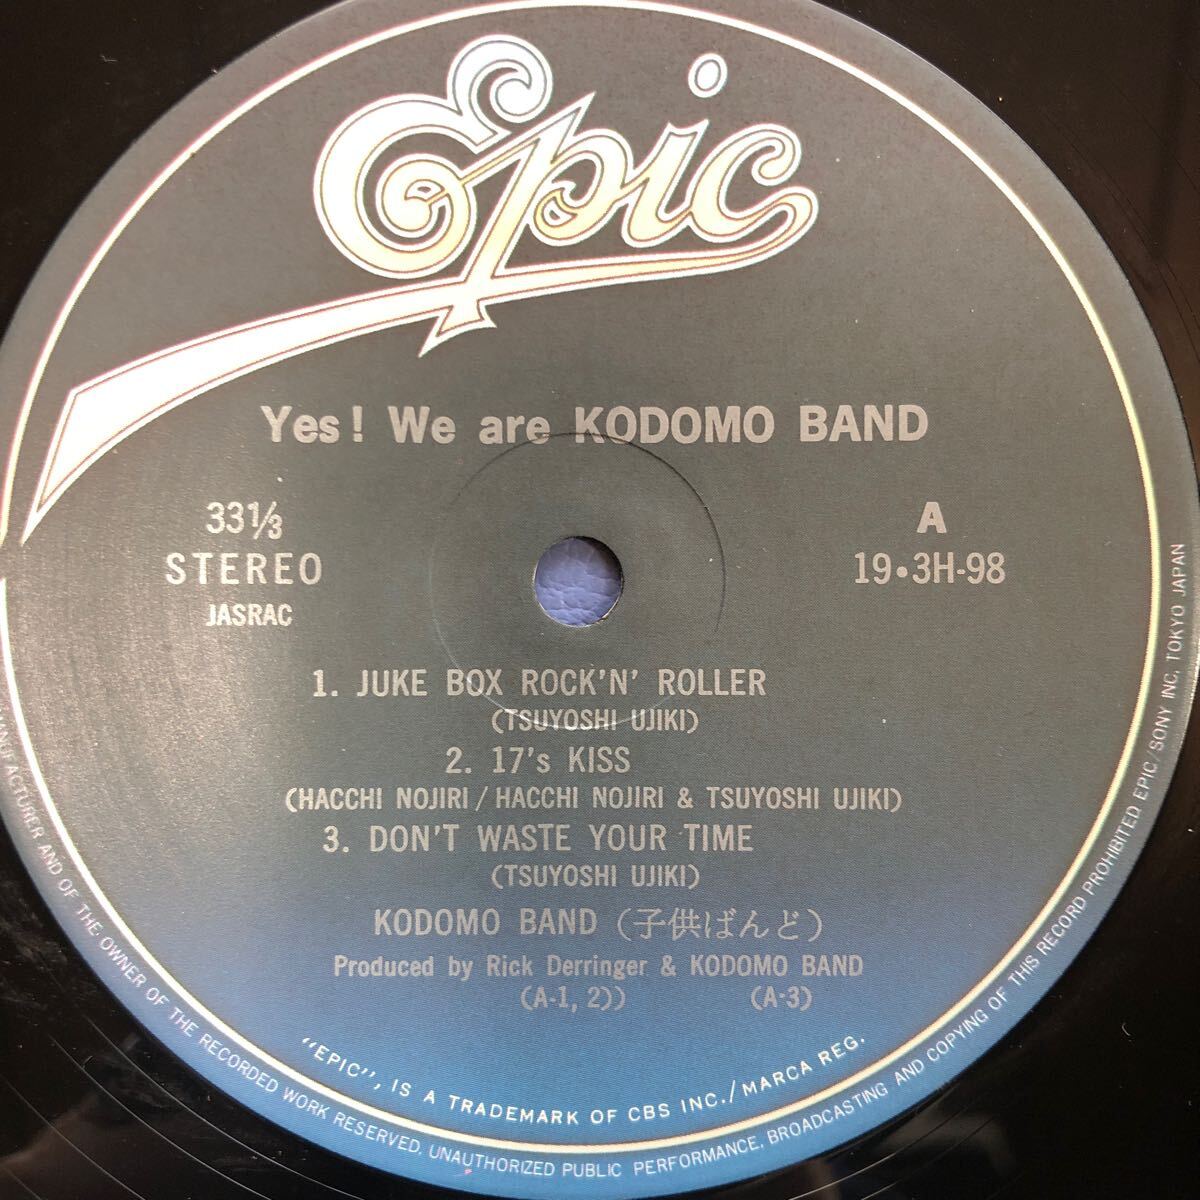 Epic
Yes! We are KODOMO BAND
33⅓
STEREO
JASRAC
A
19•3H-98
1. JUKE BOX ROCK'N' ROLLER
(TSUYOSHI UJIKI)
2. 17's KISS
(HACCHI NOJIRI/HACCHI NOJIRI & TSUYOSHI UJIKI)
3. DON'T WASTE YOUR TIME
(TSUYOSHI UJIKI)
KODOMO BAND (子供ばんど)
Produced by Rick Derringer & KODOMO BAND
(A-1, 2)) (A-3)
"EPIC", IS A TRADEMARK OF CBS INC./MARCA REG.
MANUFACTURER AND OF THE OWNER OF THE RECORDED WORK RESERVED. UNAUTHORIZED PUBLIC PERFORMANCE, BROADCASTING AND COPYING OF THIS RECORD PROHIBITED EPIC/SONY INC, TOKYO JAPAN